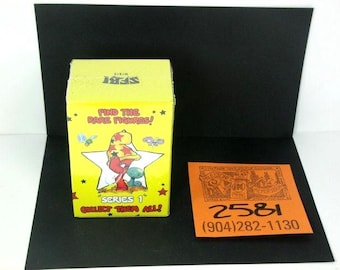 FIND THE
RARE FIGURES!
SERIES 1
COLLECT THEM ALL!
2581
(904)282-1130